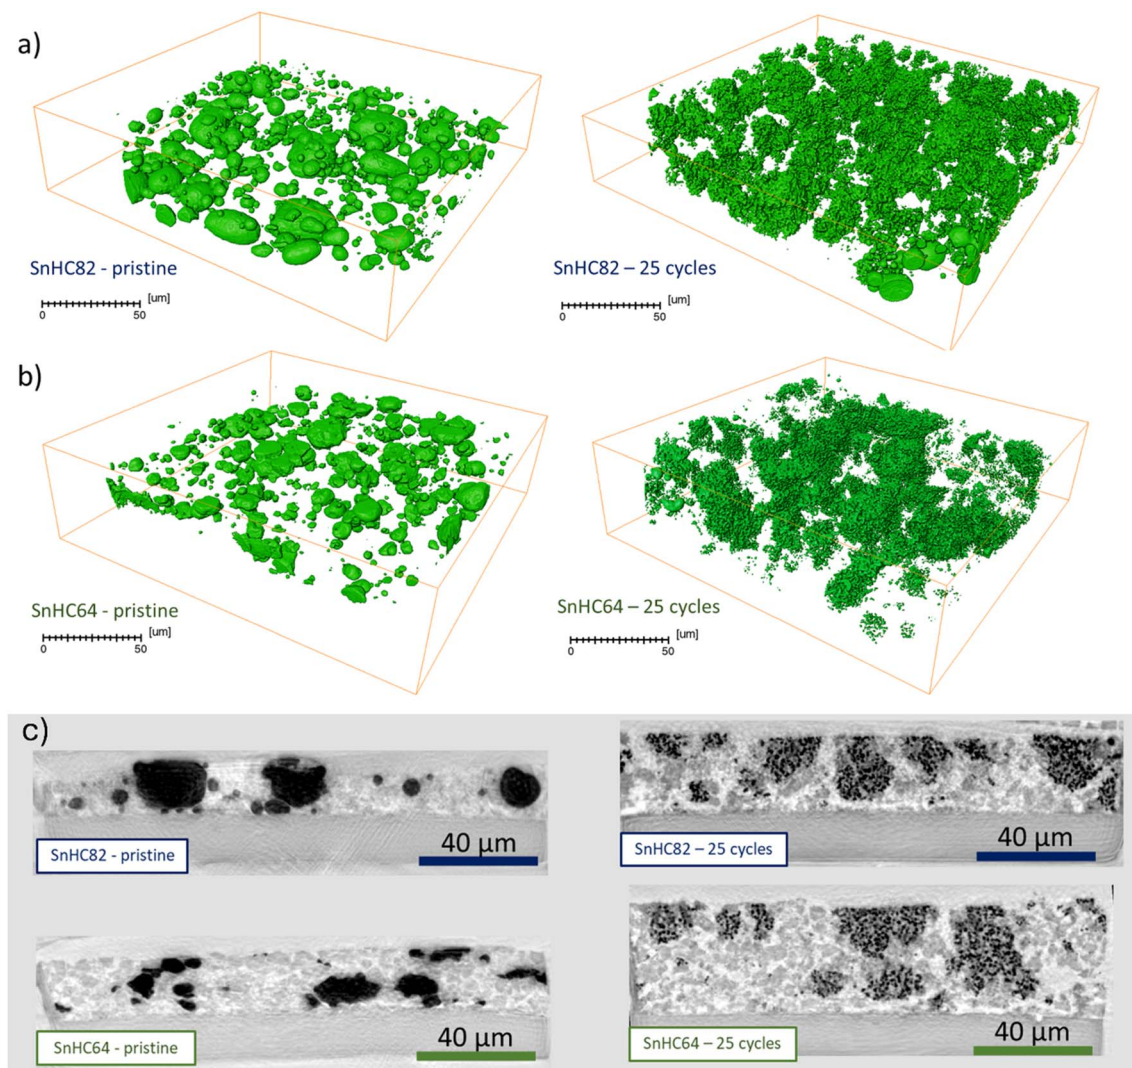 a)
SnHC82 - pristine
[um]
0 50
SnHC82 – 25 cycles
[um]
0 50
b)
SnHC64 - pristine
[um]
0 50
SnHC64 – 25 cycles
[um]
0 50
c)
40 µm
SnHC82 - pristine
40 µm
SnHC82 – 25 cycles
40 µm
SnHC64 - pristine
40 µm
SnHC64 – 25 cycles